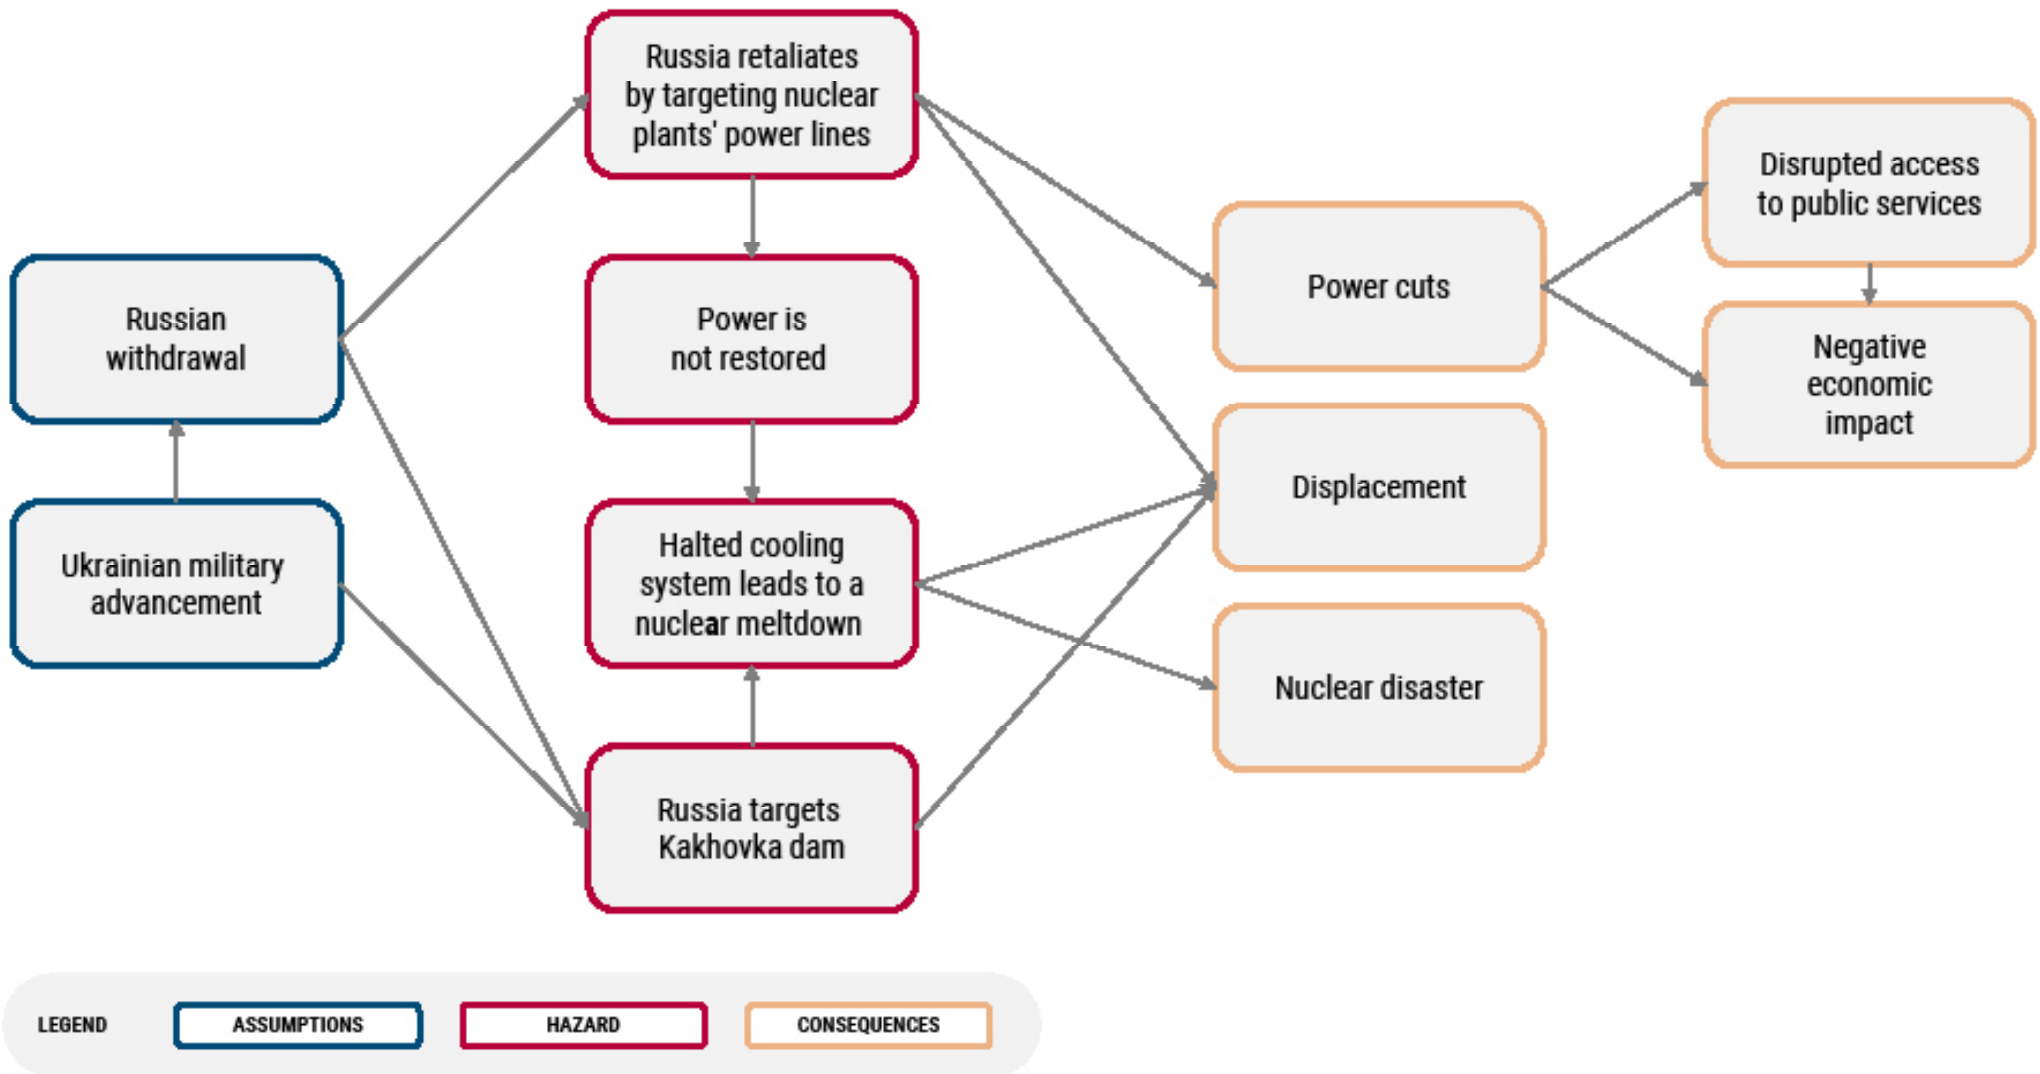 Russia retaliates
by targeting nuclear
plants' power lines
Russian
withdrawal
Power is
not restored
Ukrainian military
advancement
Halted cooling
system leads to a
nuclear meltdown
Russia targets
Kakhovka dam
Power cuts
Displacement
Nuclear disaster
Disrupted access
to public services
Negative
economic
impact
LEGEND
ASSUMPTIONS
HAZARD
CONSEQUENCES